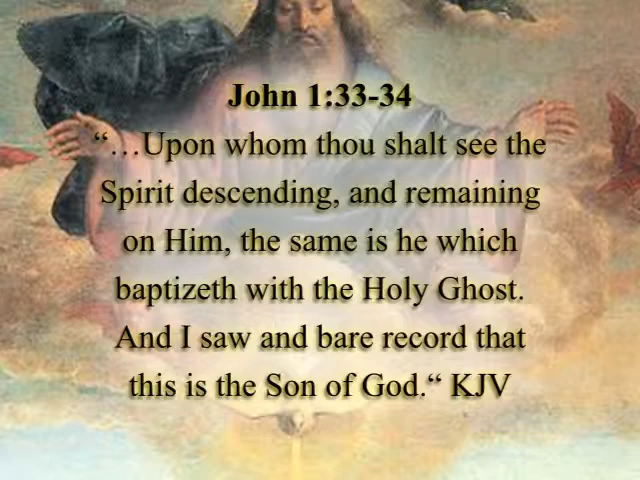 John 1:33-34
“…Upon whom thou shalt see the
Spirit descending, and remaining
on Him, the same is he which
baptizeth with the Holy Ghost.
And I saw and bare record that
this is the Son of God.“ KJV